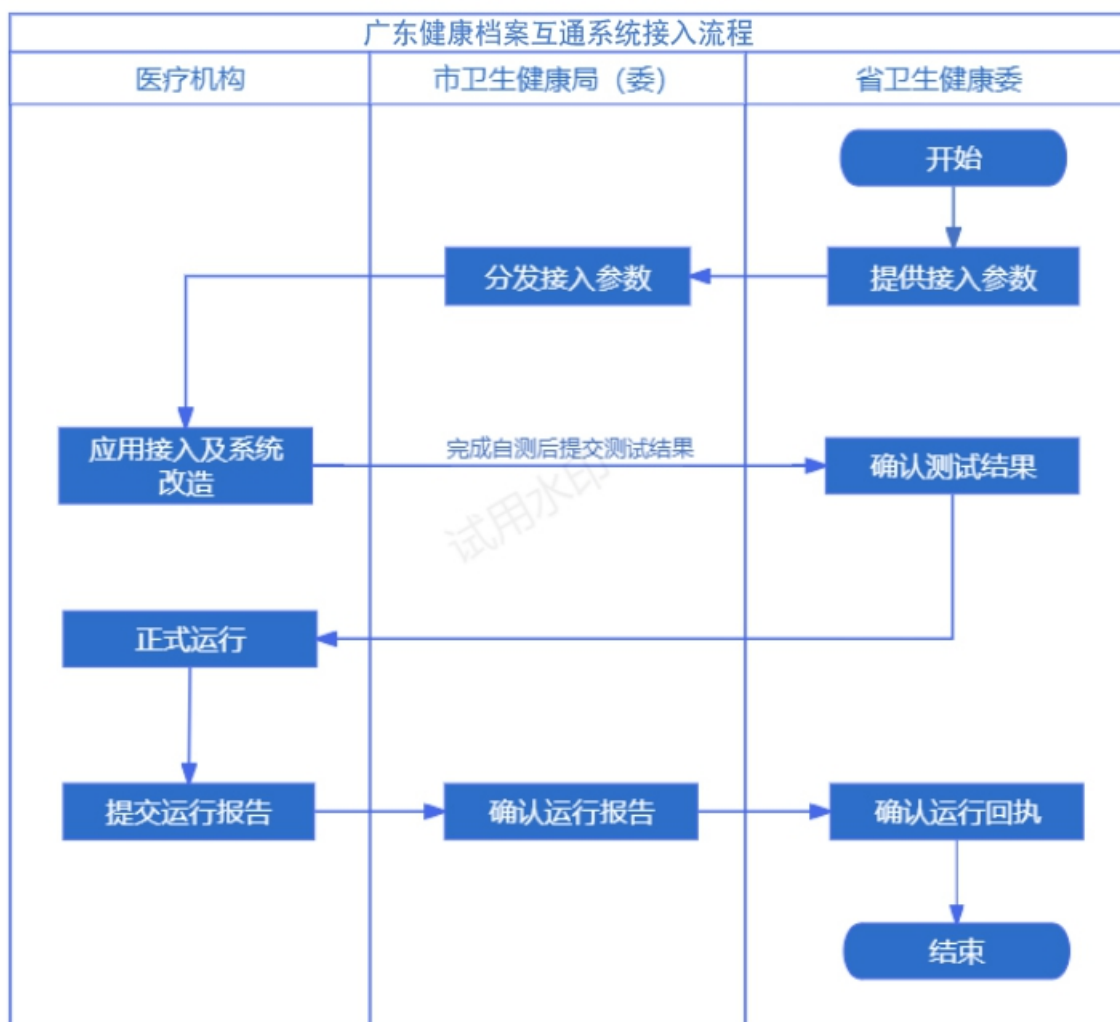 广东健康档案互通系统接入流程
医疗机构
市卫生健康局（委）
省卫生健康委
开始
分发接入参数
提供接入参数
应用接入及系统
改造
完成自测后提交测试结果
确认测试结果
试用水印
正式运行
提交运行报告
确认运行报告
确认运行回执
结束